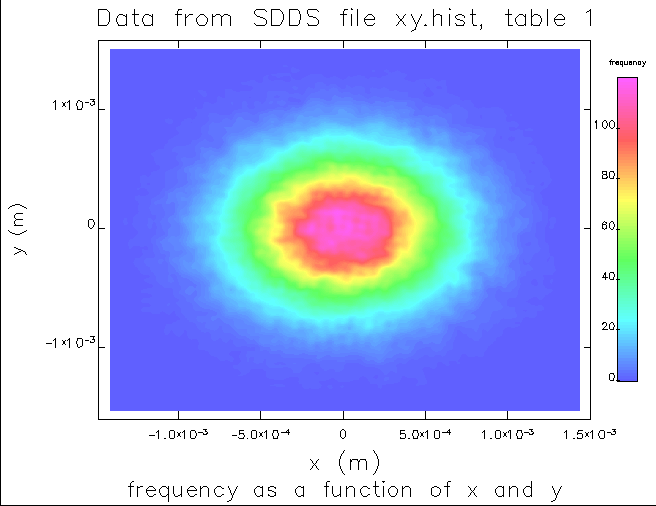 Data from SDDS file xy.hist, table 1
frequency
1×10⁻³
100
80
y (m)
0
60
40
-1×10⁻³
20
0
-1.0×10⁻³ -5.0×10⁻⁴ 0 5.0×10⁻⁴ 1.0×10⁻³ 1.5×10⁻³
x (m)
frequency as a function of x and y